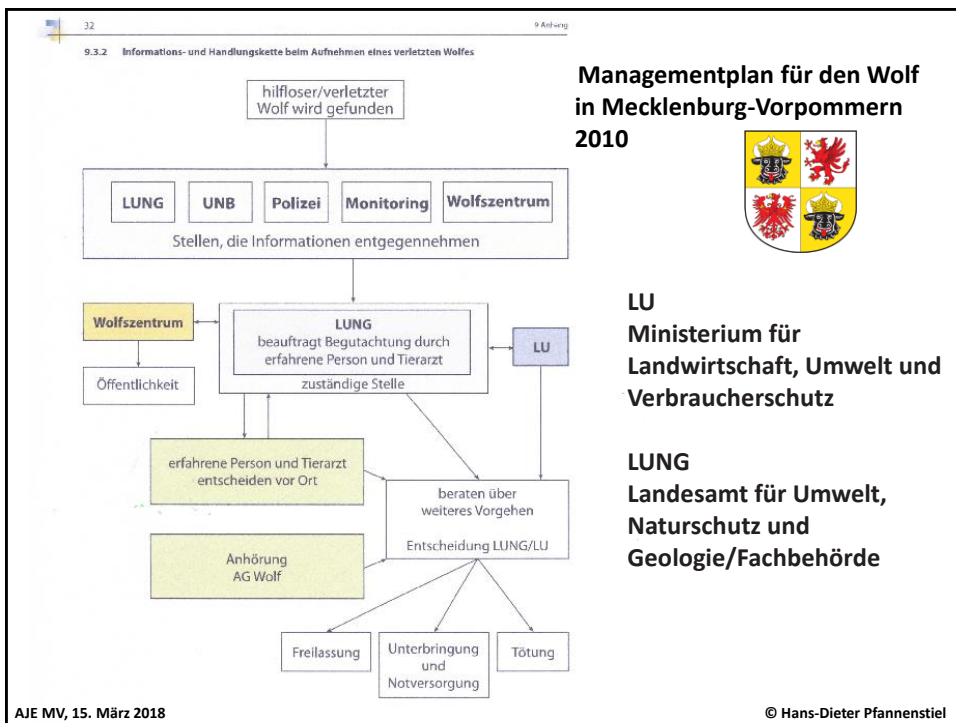 32
9 Anhang
9.3.2 Informations- und Handlungskette beim Aufnehmen eines verletzten Wolfes
hilfloser/verletzter
Wolf wird gefunden
LUNG
UNB
Polizei
Monitoring
Wolfszentrum
Stellen, die Informationen entgegennehmen
Wolfszentrum
Öffentlichkeit
LUNG
beauftragt Begutachtung durch
erfahrene Person und Tierarzt
zuständige Stelle
LU
erfahrene Person und Tierarzt
entscheiden vor Ort
beraten über
weiteres Vorgehen
Entscheidung LUNG/LU
Anhörung
AG Wolf
Freilassung
Unterbringung
und
Notversorgung
Tötung
Managementplan für den Wolf
in Mecklenburg-Vorpommern
2010
LU
Ministerium für
Landwirtschaft, Umwelt und
Verbraucherschutz
LUNG
Landesamt für Umwelt,
Naturschutz und
Geologie/Fachbehörde
AJE MV, 15. März 2018
© Hans-Dieter Pfannenstiel